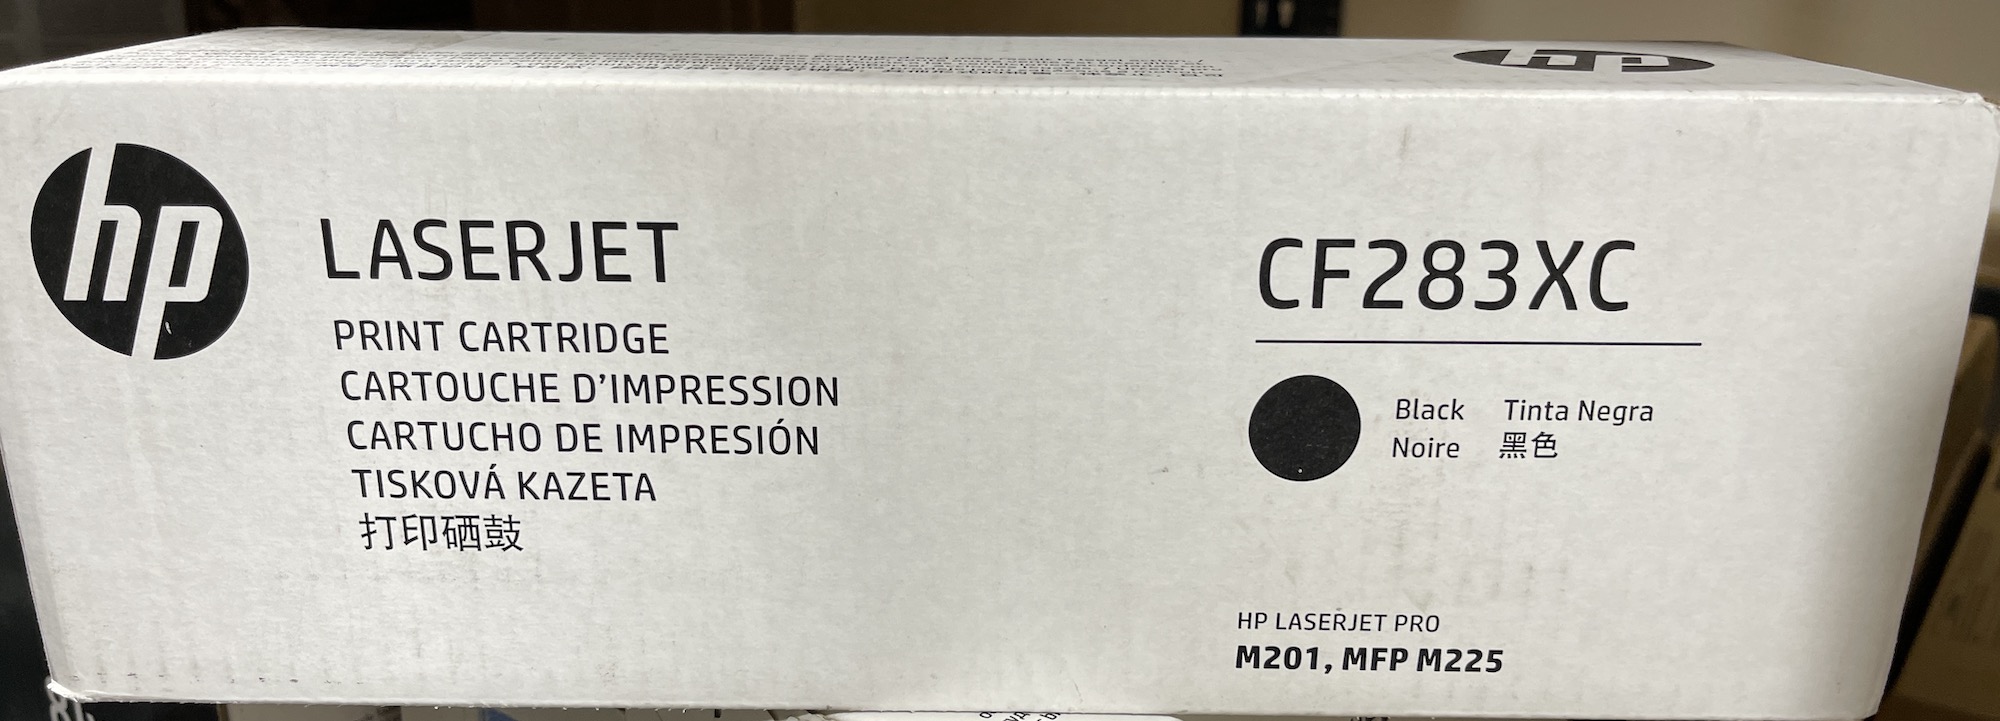 hp
hp
LASERJET
PRINT CARTRIDGE
CARTOUCHE D'IMPRESSION
CARTUCHO DE IMPRESIÓN
TISKOVÁ KAZETA
打印硒鼓
CF283XC
Black Tinta Negra
Noire 黑色
HP LASERJET PRO
M201, MFP M225